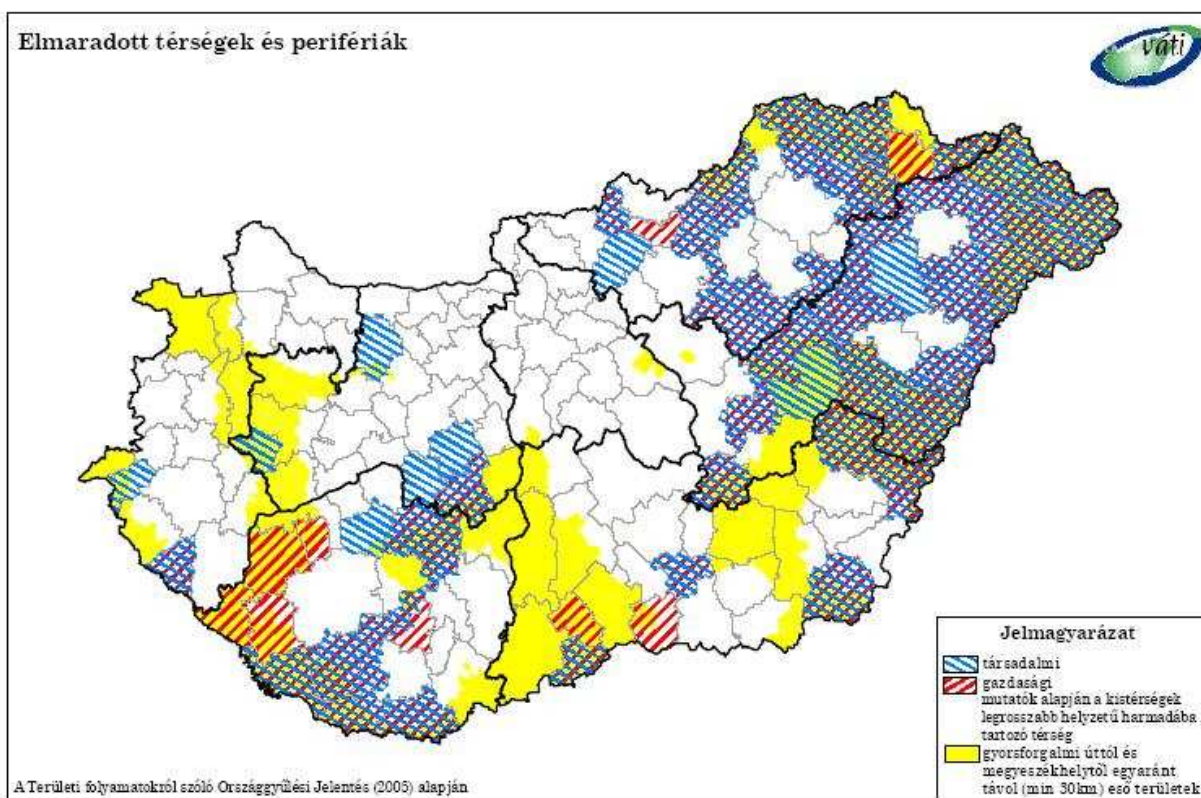 Elmaradott térségek és perifériák
váti
Jelmagyarázat
társadalmi
gazdasági
mutatók alapján a kistérségek
legrosszabb helyzetű harmadába
tartozó térség
gyorsforgalmi úttól és
megyeszékhelytől egyaránt
távol (min 30km) eső területek
A Területi folyamatokról szóló Országgyűlési Jelentés (2005) alapján